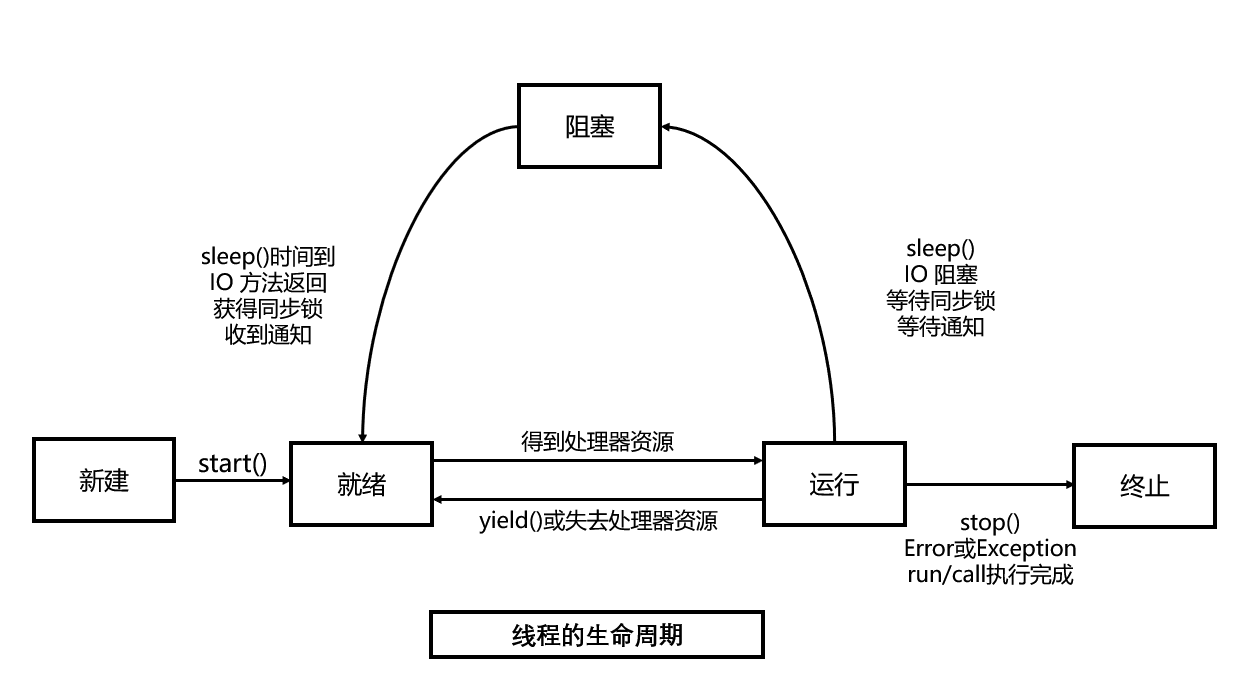 阻塞
sleep()时间到
IO 方法返回
获得同步锁
收到通知
sleep()
IO 阻塞
等待同步锁
等待通知
新建
start()
就绪
得到处理器资源
yield()或失去处理器资源
运行
stop()
Error或Exception
run/call执行完成
终止
线程的生命周期